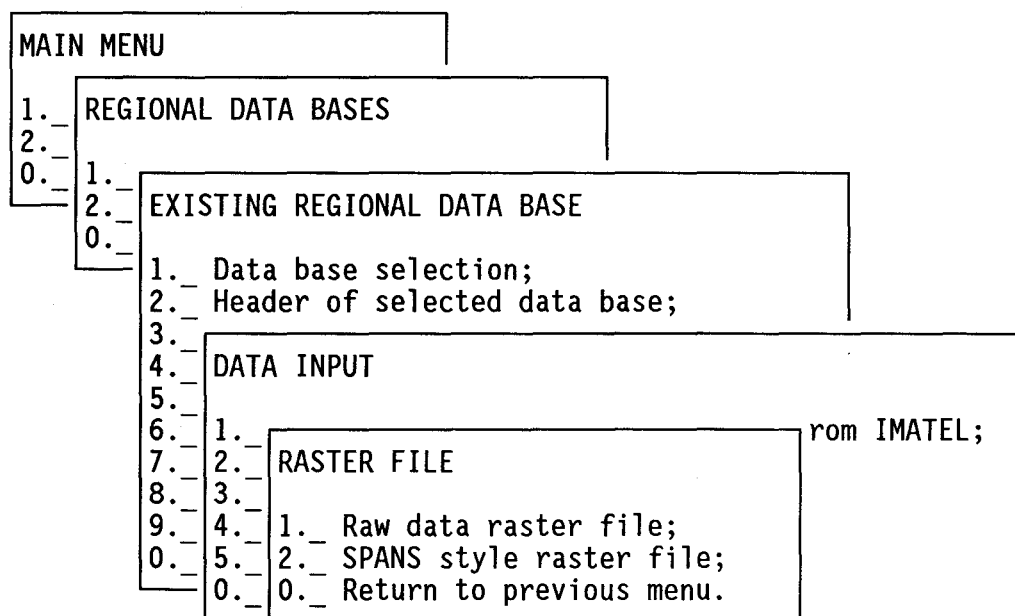 MAIN MENU
1._ REGIONAL DATA BASES
2._
0._ 1._
2._ EXISTING REGIONAL DATA BASE
0._
1._ Data base selection;
2._ Header of selected data base;
3._
4._ DATA INPUT
5._
6._ 1._ rom IMATEL;
7._ 2._ RASTER FILE
8._ 3._
9._ 4._ 1._ Raw data raster file;
0._ 5._ 2._ SPANS style raster file;
0._ 0._ Return to previous menu.